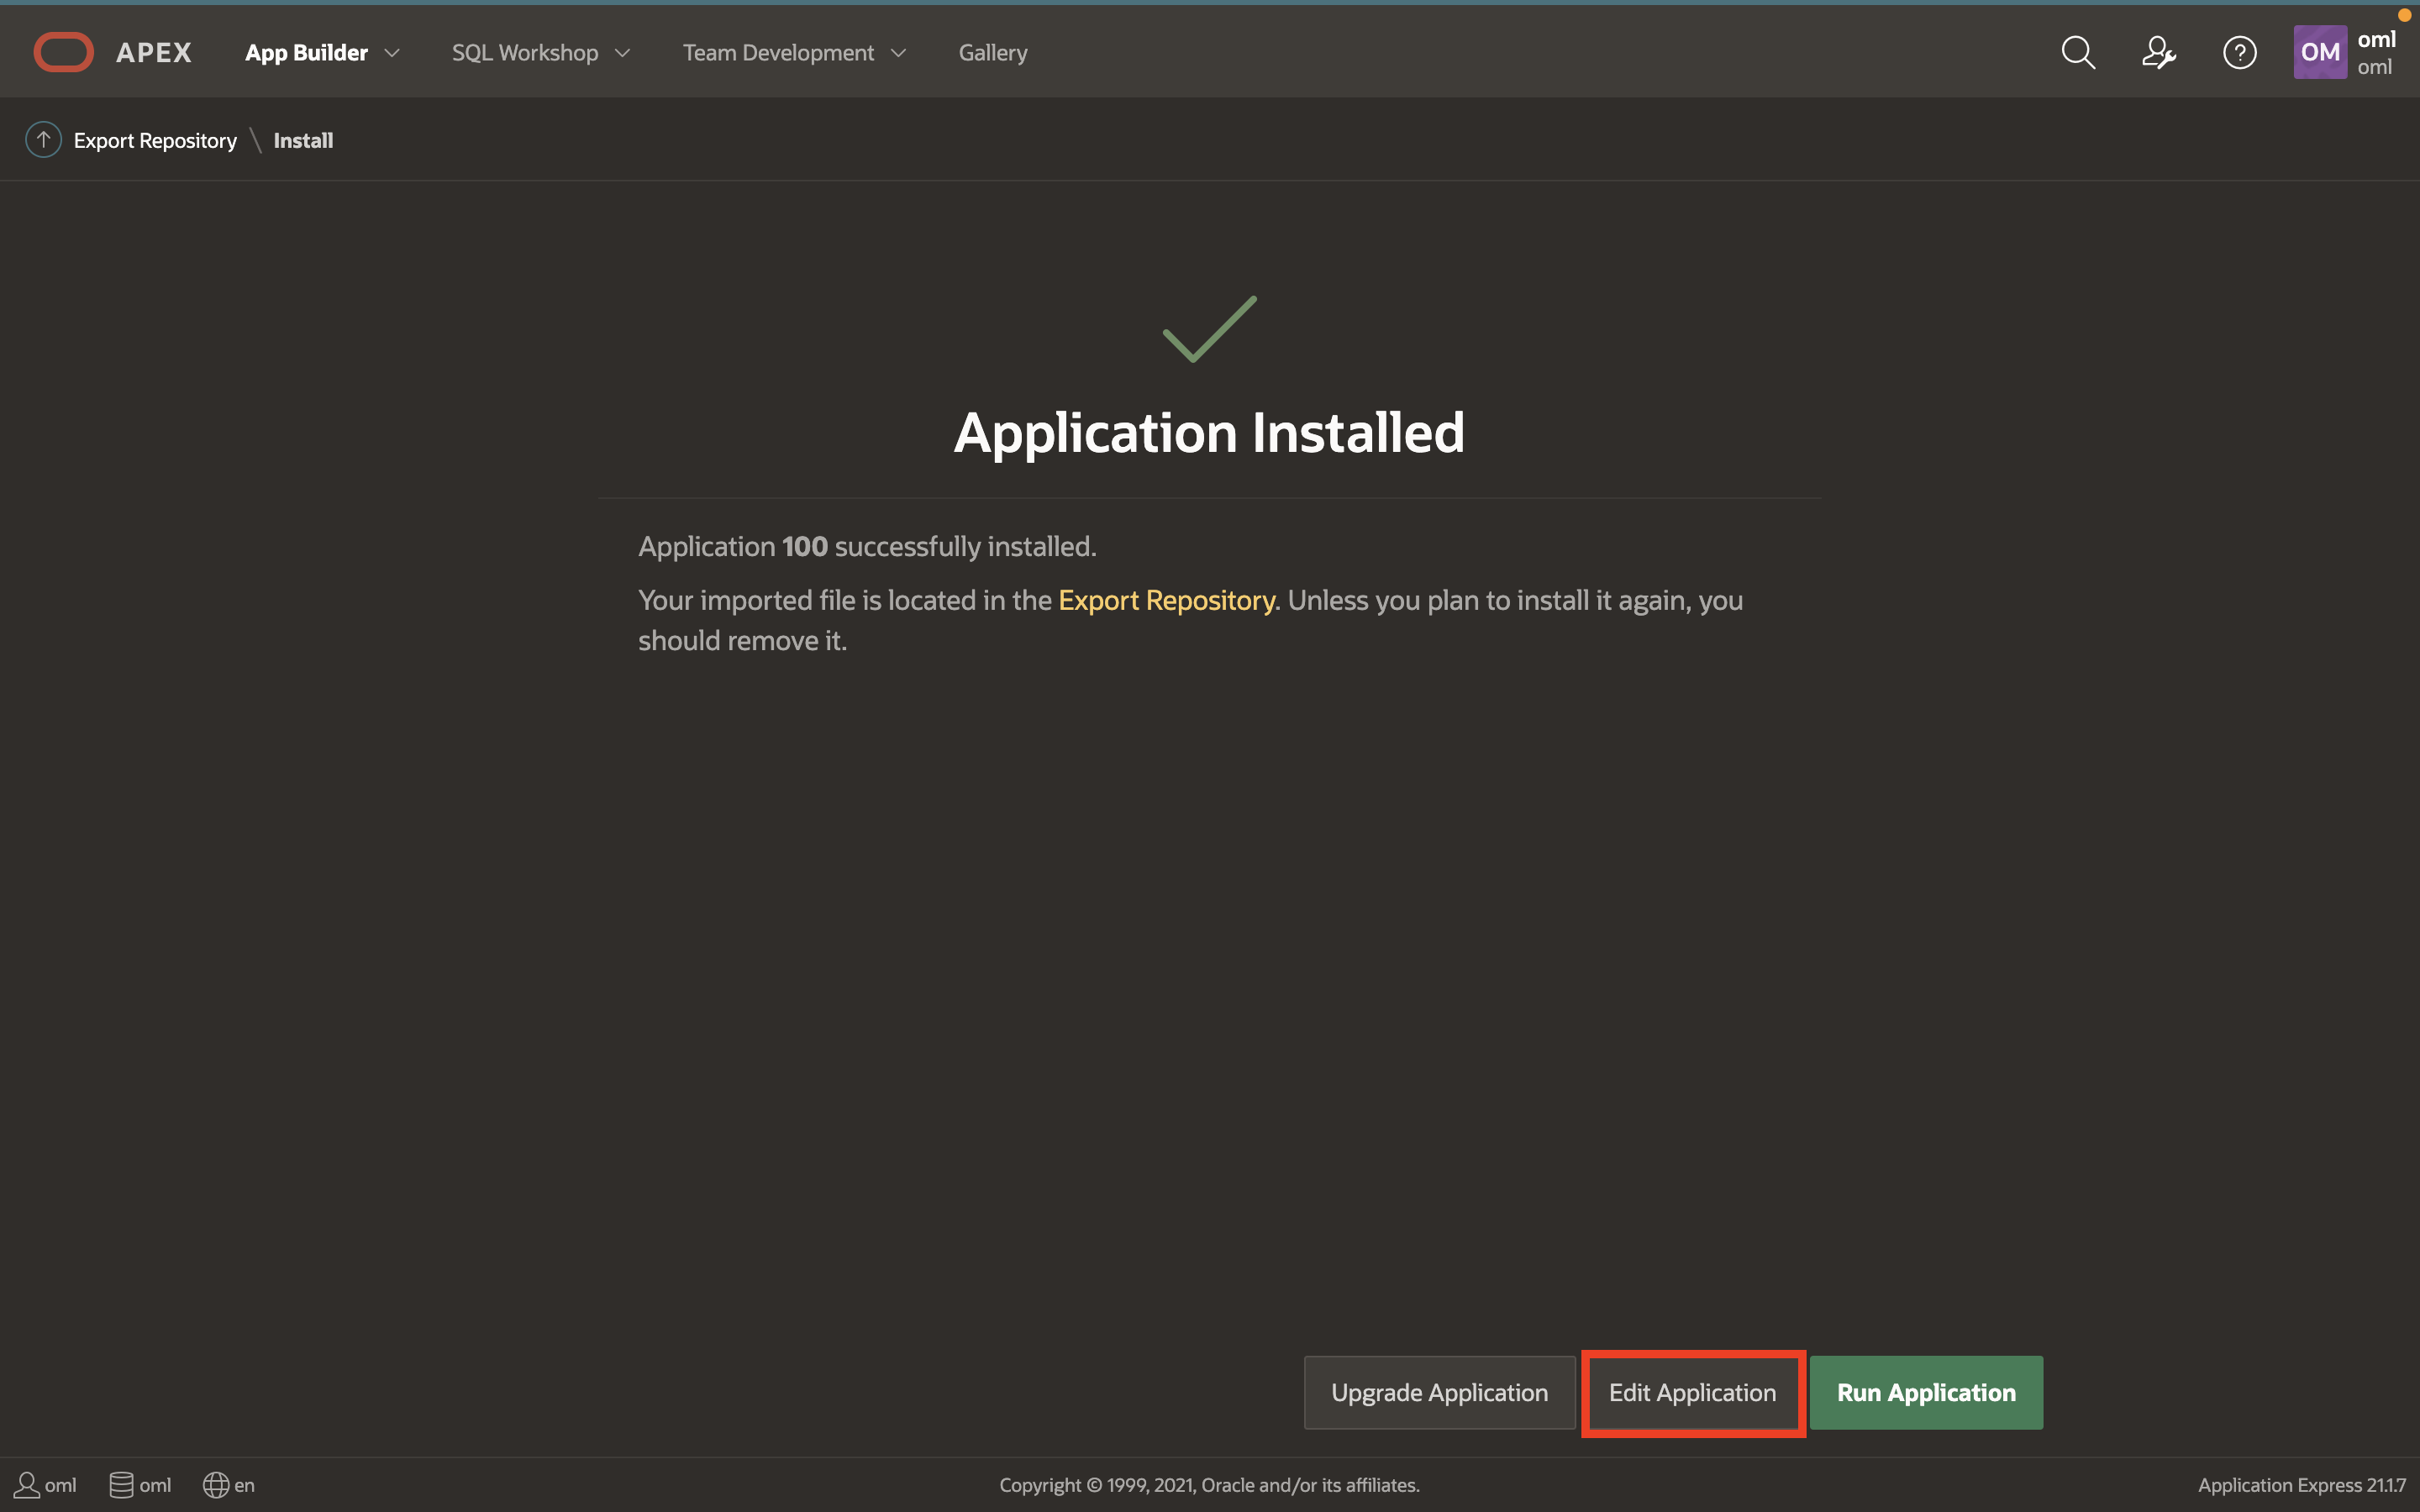 APEX App Builder SQL Workshop Team Development Gallery ? OM oml
oml
Export Repository \ Install
Application Installed
Application 100 successfully installed.
Your imported file is located in the Export Repository. Unless you plan to install it again, you
should remove it.
Upgrade Application Edit Application Run Application
oml oml en Copyright © 1999, 2021, Oracle and/or its affiliates. Application Express 21.1.7